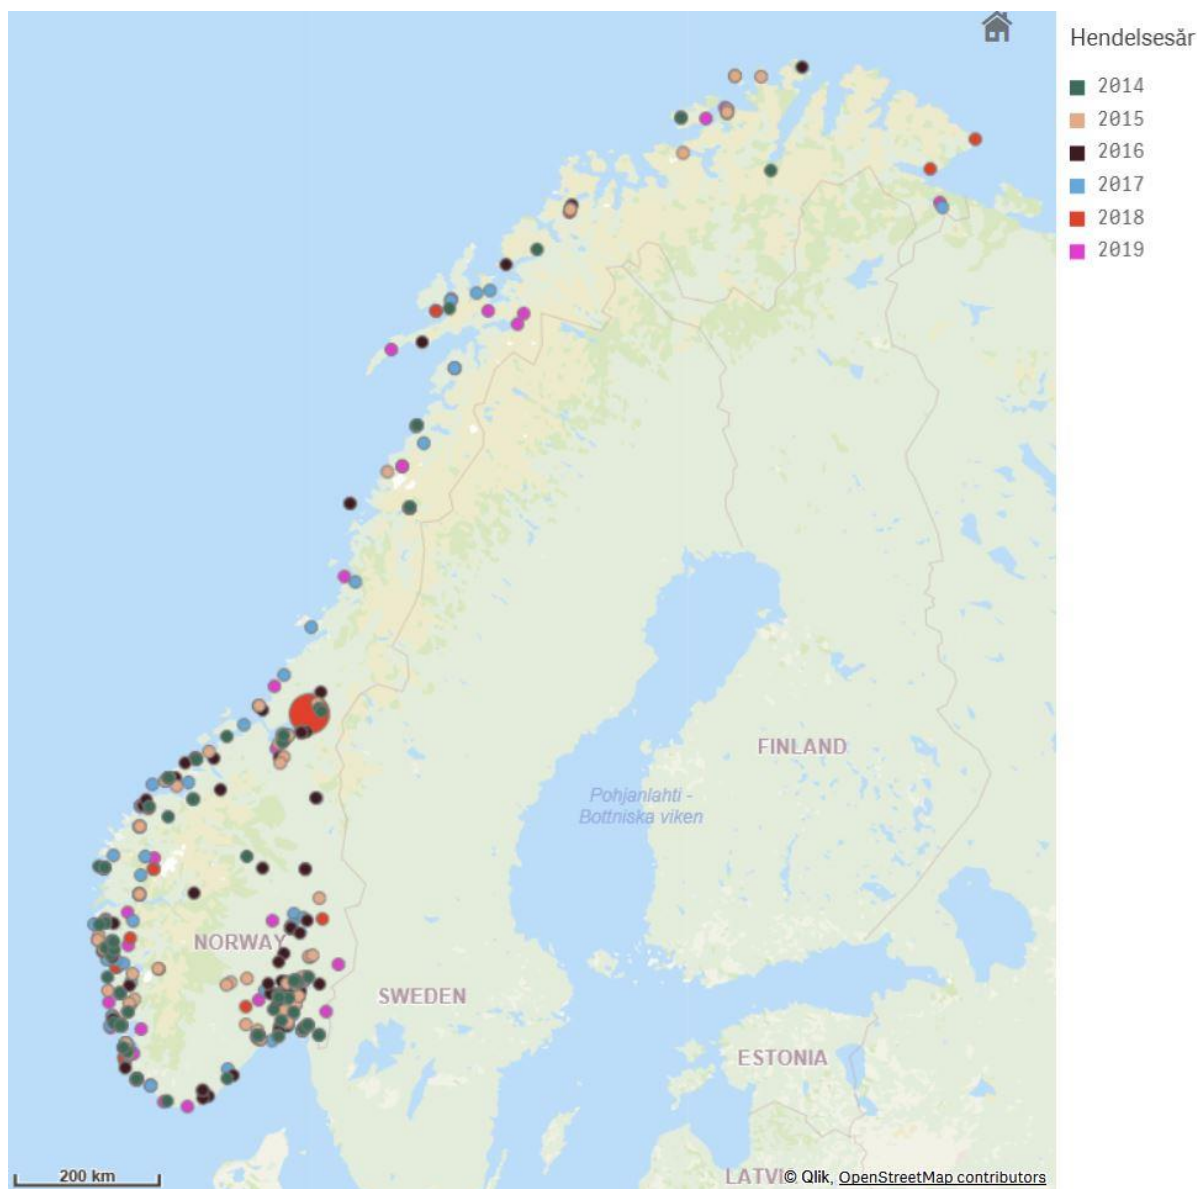 Hendelsesår
2014
2015
2016
2017
2018
2019
FINLAND
Pohjanlahti -
Bottniska viken
NORWAY
SWEDEN
ESTONIA
200 km
LATVI
© Qlik, OpenStreetMap contributors